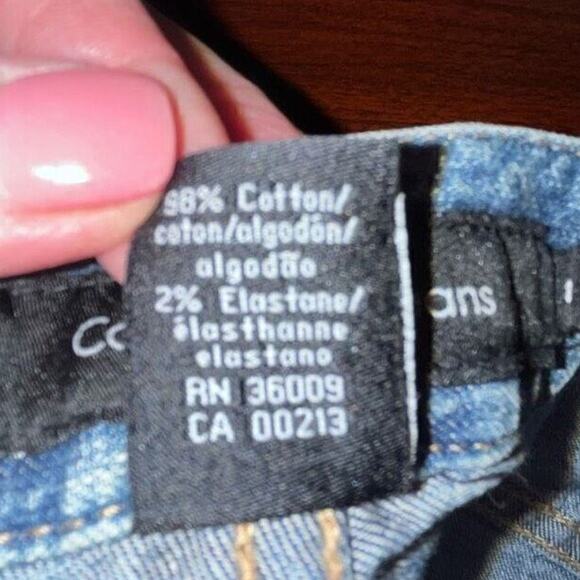 98% Cotton/
coton/algodón/
algodão
2% Elastane/
élasthanne
elastano
RN 36009
CA 00213